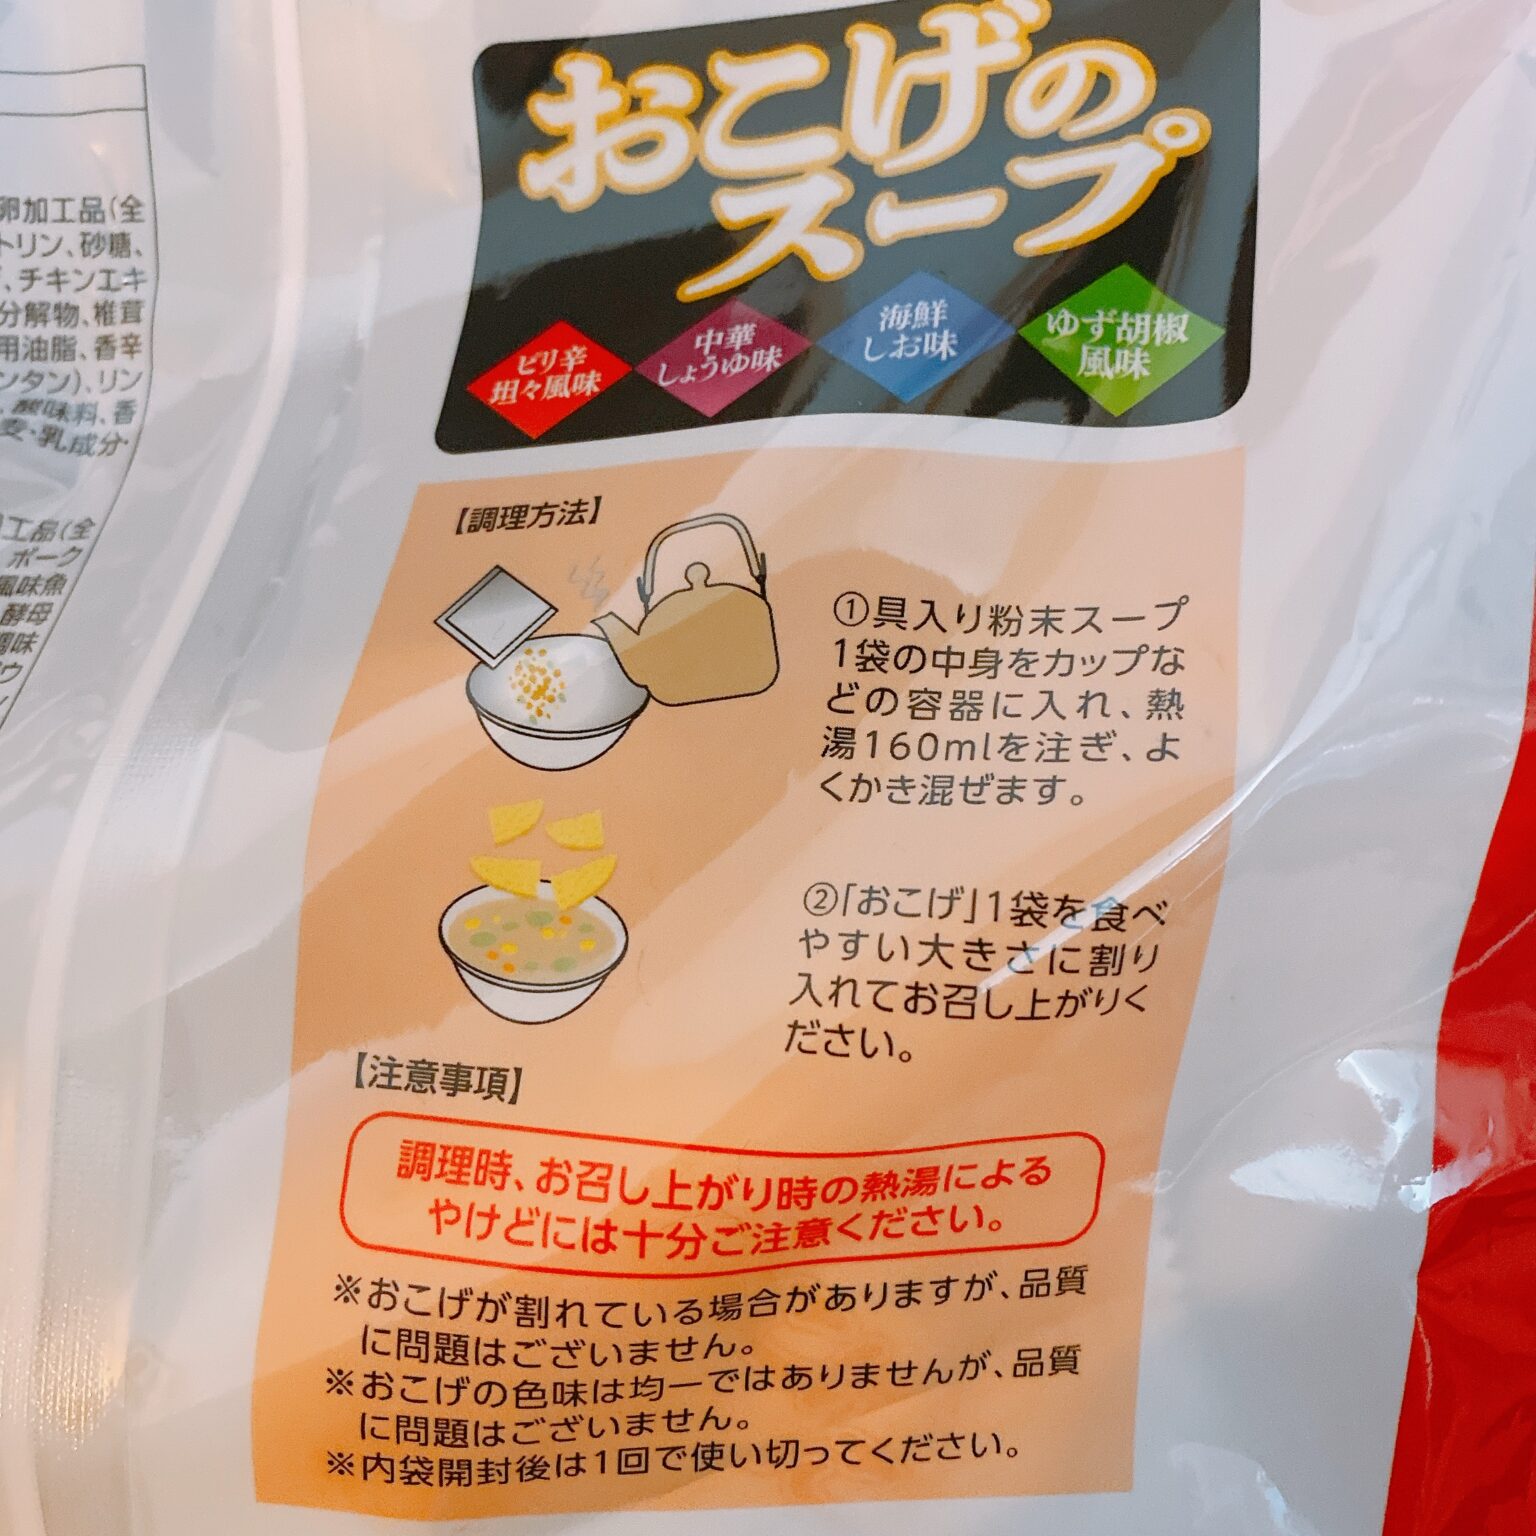 卵加工品(全
トリン、砂糖、
、チキンエキ
分解物、椎茸
用油脂、香辛
ンタン)、リン
、酸味料、香
麦・乳成分・
工品(全
ポーク
風味魚
酵母
調味
おこげの
スープ
ピリ辛
坦々風味
中華
しょうゆ味
海鮮
しお味
ゆず胡椒
風味
【調理方法】
①具入り粉末スープ
1袋の中身をカップな
どの容器に入れ、熱
湯160mlを注ぎ、よ
くかき混ぜます。
②「おこげ」1袋を食べ
やすい大きさに割り
入れてお召し上がりく
ださい。
【注意事項】
調理時、お召し上がり時の熱湯による
やけどには十分ご注意ください。
※おこげが割れている場合がありますが、品質
に問題はございません。
※おこげの色味は均一ではありませんが、品質
に問題はございません。
※内袋開封後は1回で使い切ってください。